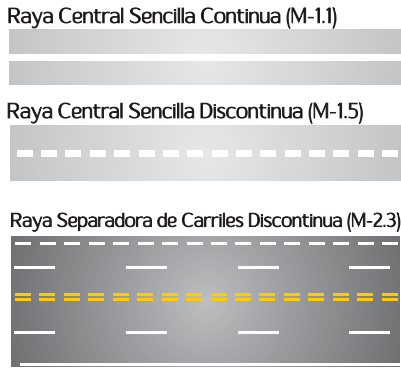 Raya Central Sencilla Continua (M-1.1)
Raya Central Sencilla Discontinua (M-1.5)
Raya Separadora de Carriles Discontinua (M-2.3)